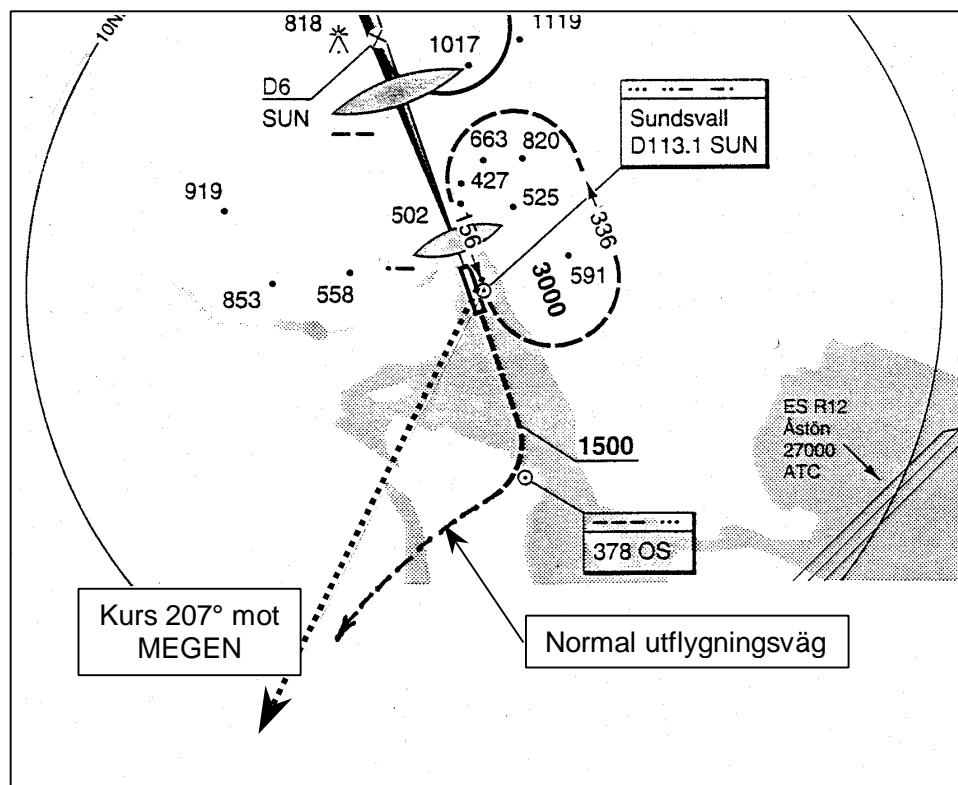 10N
818
1119
1017
D6
SUN
Sundsvall
D113.1 SUN
663
820
427
919
525
502
156
336
591
3000
853
558
ES R12
Åstön
27000
ATC
1500
378 OS
Kurs 207° mot
MEGEN
Normal utflygningsväg